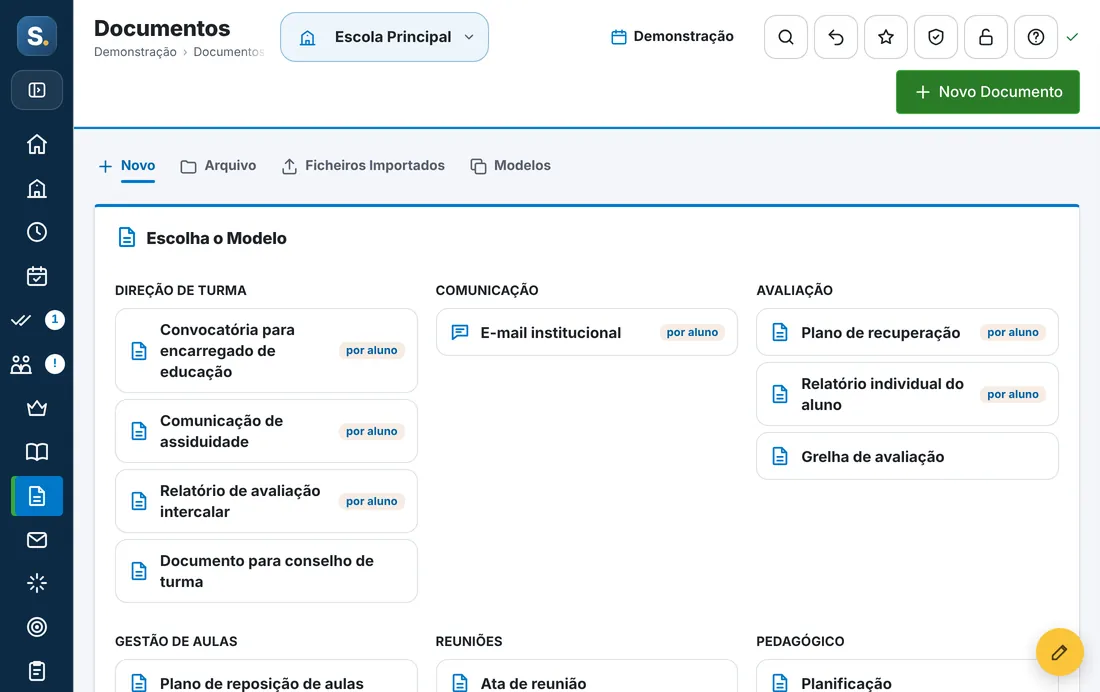 S.
Documentos
Demonstração › Documentos
Escola Principal
Demonstração
Novo Documento
Novo
Arquivo
Ficheiros Importados
Modelos
1
!
Escolha o Modelo
DIREÇÃO DE TURMA
Convocatória para
encarregado de
educação
por aluno
Comunicação de
assiduidade
por aluno
Relatório de avaliação
intercalar
por aluno
Documento para conselho de
turma
COMUNICAÇÃO
E-mail institucional
por aluno
AVALIAÇÃO
Plano de recuperação
por aluno
Relatório individual do
aluno
por aluno
Grelha de avaliação
GESTÃO DE AULAS
Plano de reposição de aulas
REUNIÕES
Ata de reunião
PEDAGÓGICO
Planificação